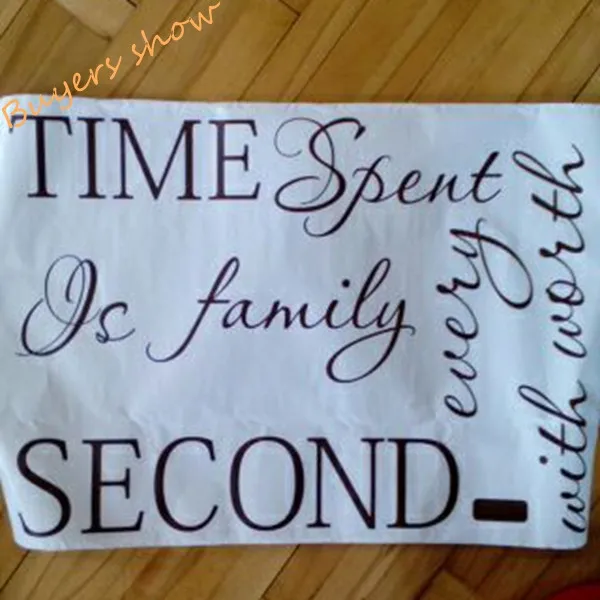 Buyers show
TIME Spent
Is family
every
with worth
SECOND-